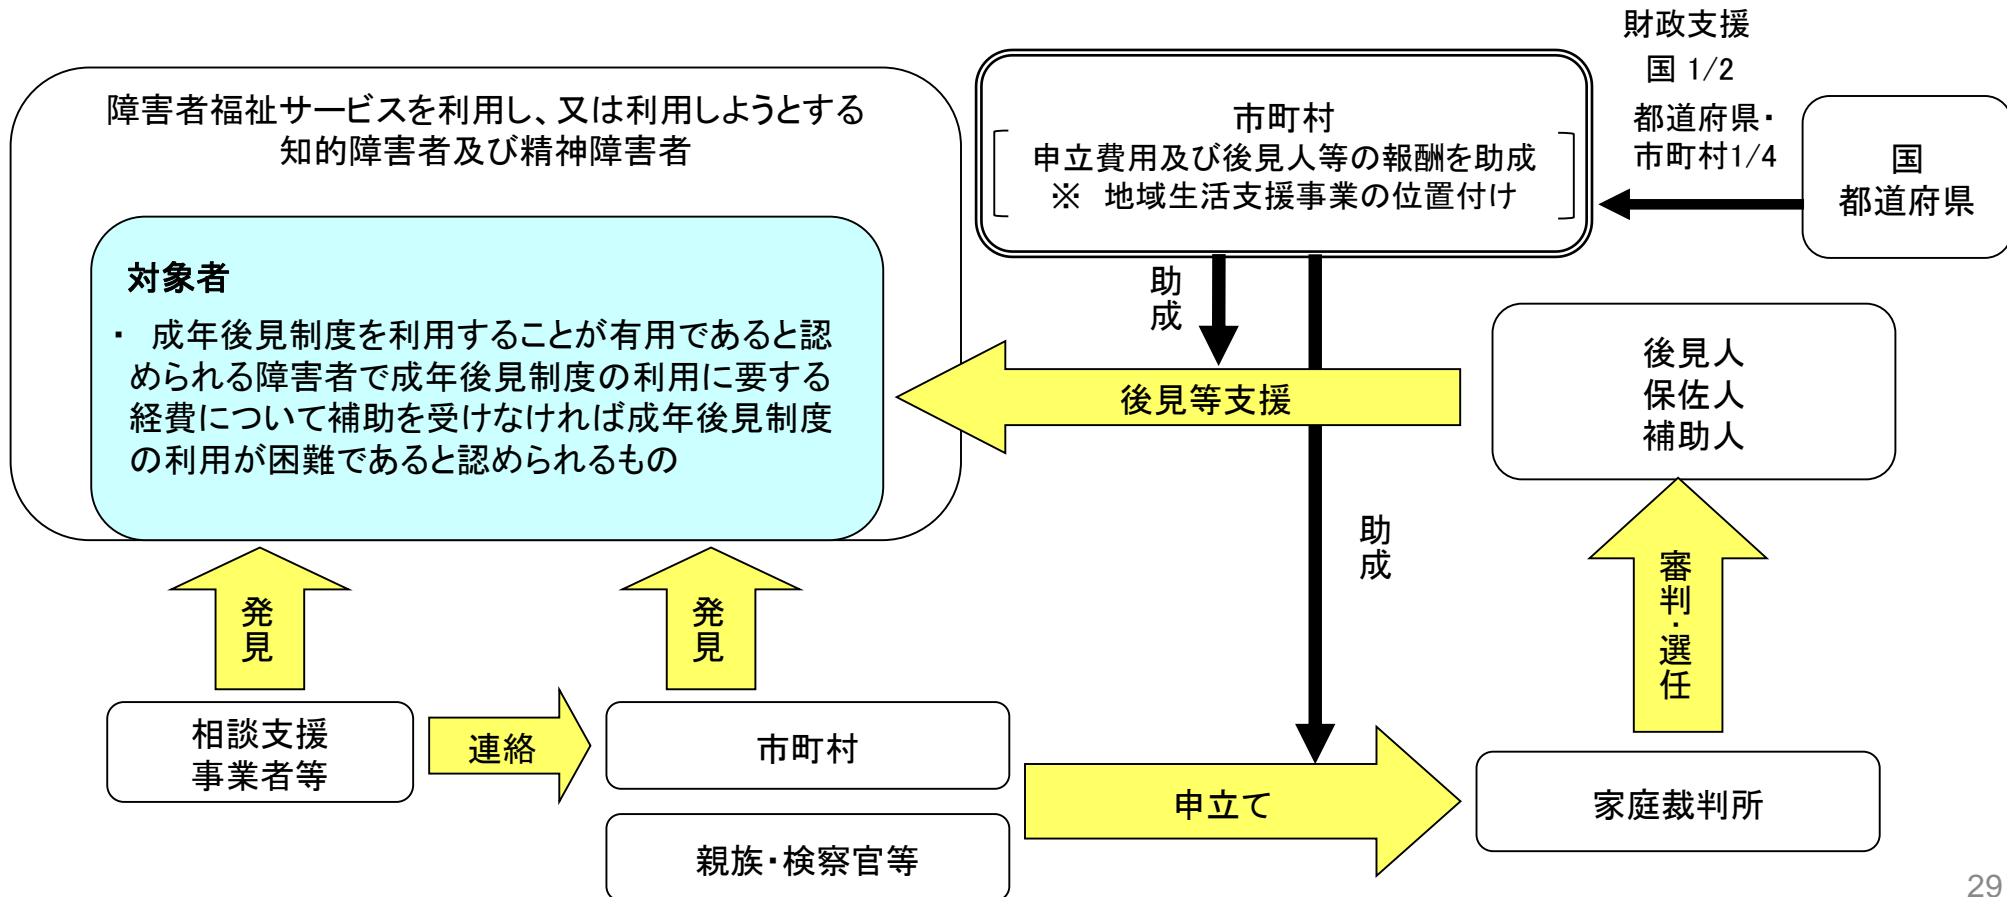 財政支援
国 1/2
都道府県・
市町村1/4
障害者福祉サービスを利用し、又は利用しようとする
知的障害者及び精神障害者
市町村
申立費用及び後見人等の報酬を助成
※ 地域生活支援事業の位置付け
国
都道府県
対象者
・ 成年後見制度を利用することが有用であると認
められる障害者で成年後見制度の利用に要する
経費について補助を受けなければ成年後見制度
の利用が困難であると認められるもの
助成
後見等支援
後見人
保佐人
補助人
助成
発見
発見
審判・選任
相談支援
事業者等
連絡
市町村
親族・検察官等
申立て
家庭裁判所
29